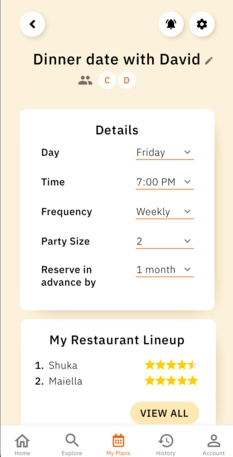 Dinner date with David
C D
Details
Day Friday
Time 7:00 PM
Frequency Weekly
Party Size 2
Reserve in advance by 1 month
My Restaurant Lineup
1. Shuka
2. Maiella
VIEW ALL
Home Explore My Plans History Account